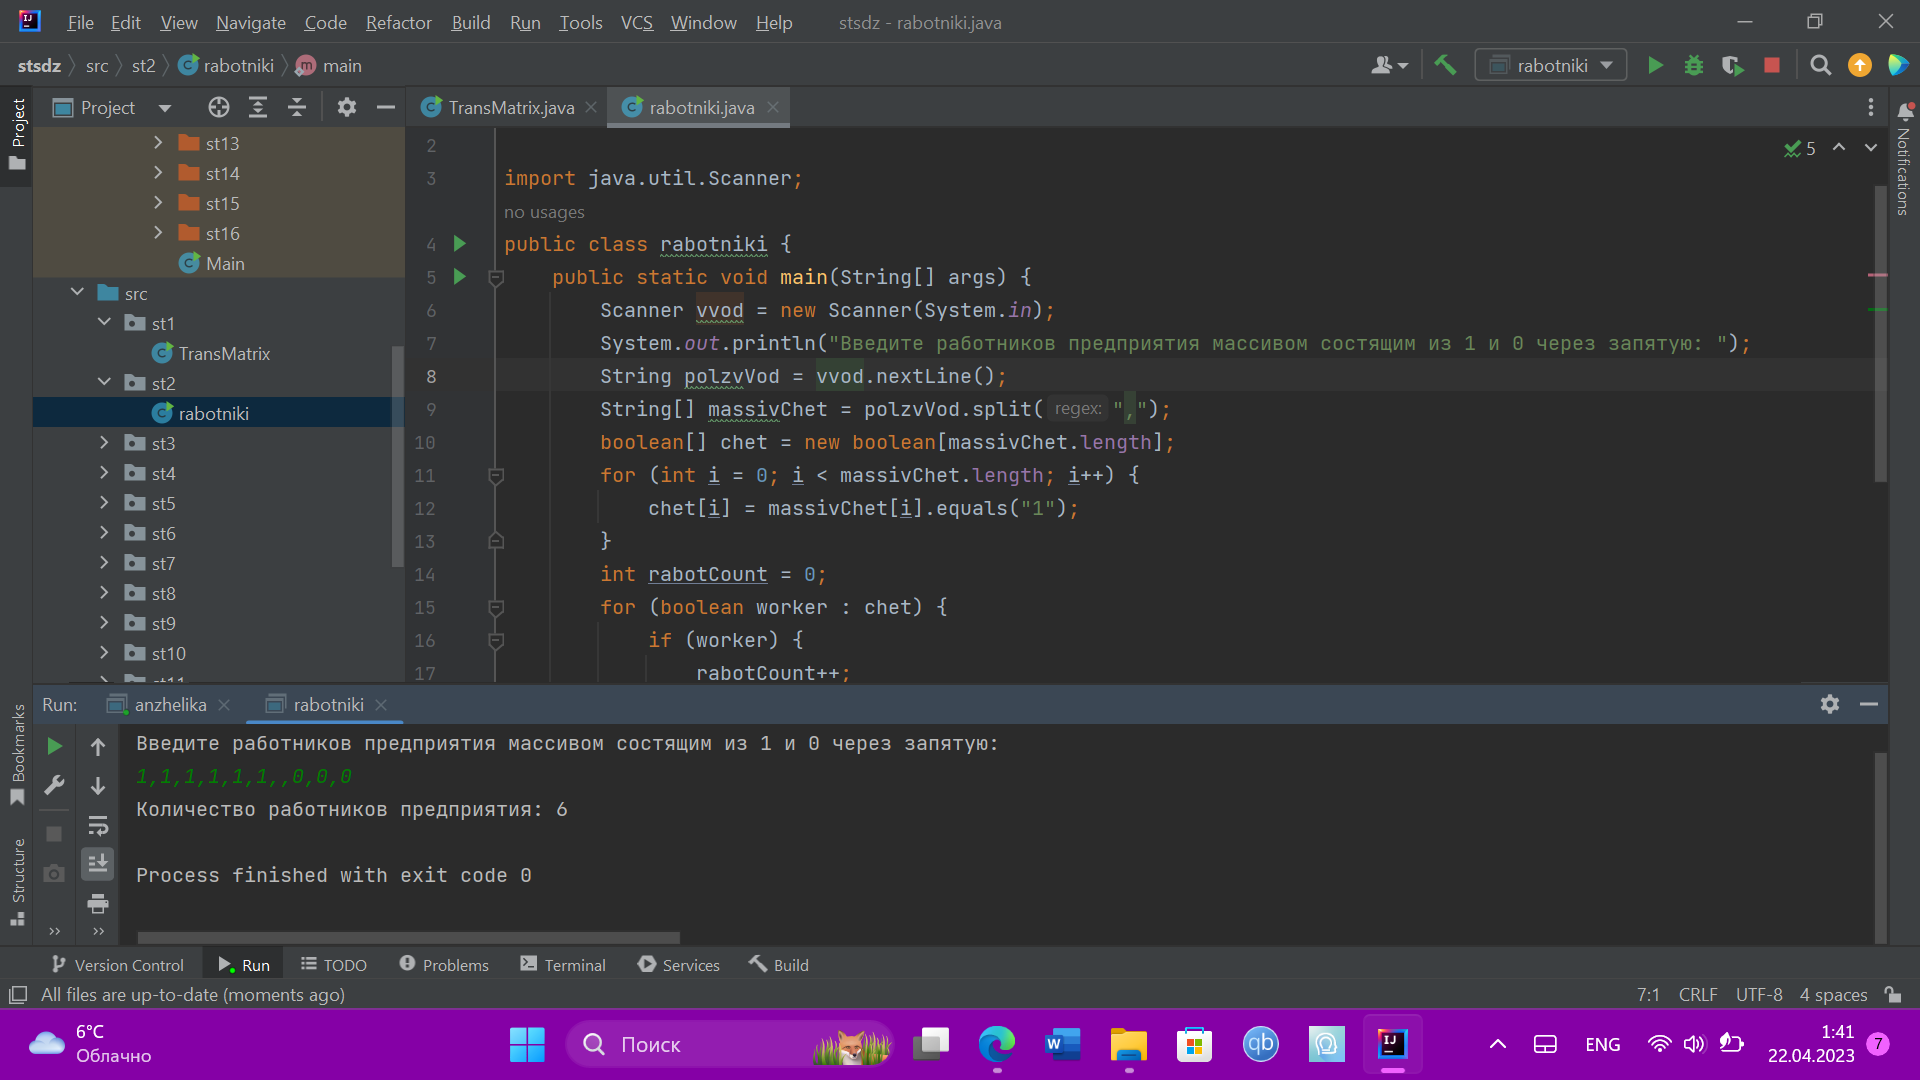 File Edit View Navigate Code Refactor Build Run Tools VCS Window Help stsdz - rabotniki.java
stsdz src st2 rabotniki main rabotniki
Project TransMatrix.java rabotniki.java
Project
Notifications
st13
st14
st15
st16
Main
src
st1
TransMatrix
st2
rabotniki
st3
st4
st5
st6
st7
st8
st9
st10
st11
5
2
3 import java.util.Scanner;
no usages
4 public class rabotniki {
5 public static void main(String[] args) {
6 Scanner vvod = new Scanner(System.in);
7 System.out.println("Введите работников предприятия массивом состящим из 1 и 0 через запятую: ");
8 String polzvVod = vvod.nextLine();
9 String[] massivChet = polzvVod.split( regex: ",");
10 boolean[] chet = new boolean[massivChet.length];
11 for (int i = 0; i < massivChet.length; i++) {
12 chet[i] = massivChet[i].equals("1");
13 }
14 int rabotCount = 0;
15 for (boolean worker : chet) {
16 if (worker) {
17 rabotCount++;
Run: anzhelika rabotniki
Bookmarks
Structure
Введите работников предприятия массивом состящим из 1 и 0 через запятую:
1,1,1,1,1,1,,0,0,0
Количество работников предприятия: 6
Process finished with exit code 0
Version Control Run TODO Problems Terminal Services Build
All files are up-to-date (moments ago) 7:1 CRLF UTF-8 4 spaces
6°C
Облачно
Поиск
ENG
1:41
22.04.2023
7